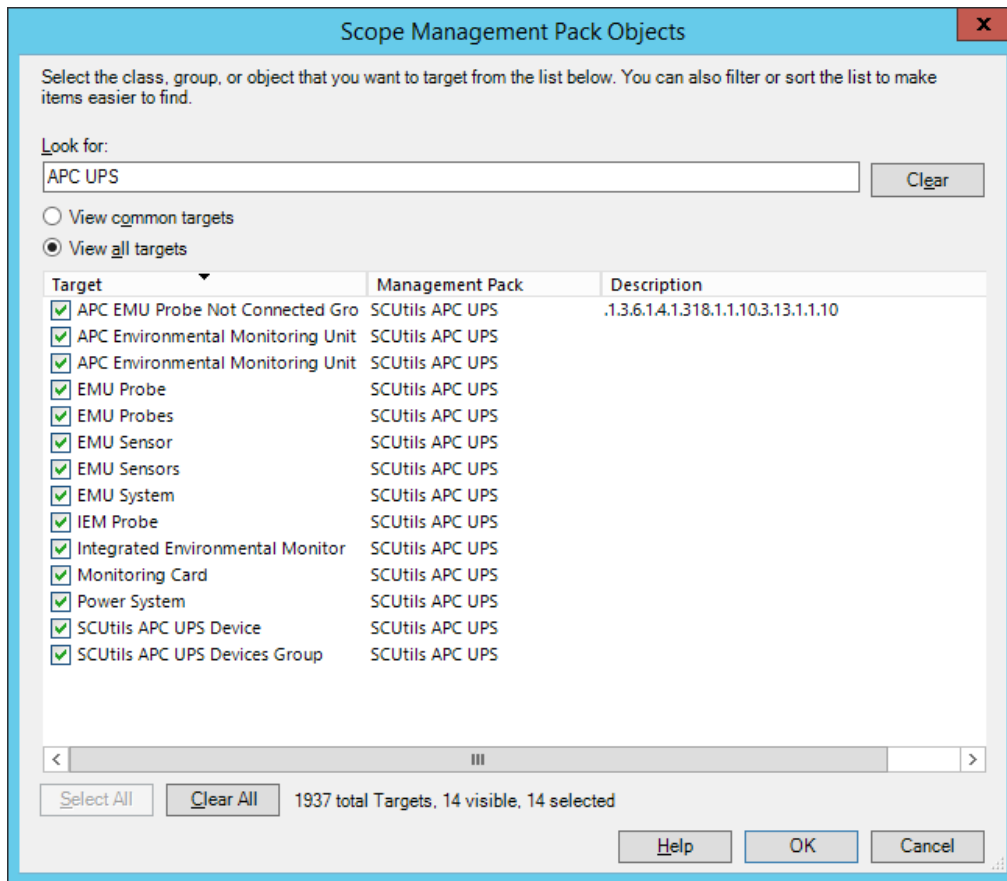 Scope Management Pack Objects
x
Select the class, group, or object that you want to target from the list below. You can also filter or sort the list to make
items easier to find.
Look for:
APC UPS
Clear
View common targets
View all targets
Target Management Pack Description
APC EMU Probe Not Connected Gro SCUtils APC UPS .1.3.6.1.4.1.318.1.1.10.3.13.1.1.10
APC Environmental Monitoring Unit SCUtils APC UPS
APC Environmental Monitoring Unit SCUtils APC UPS
EMU Probe SCUtils APC UPS
EMU Probes SCUtils APC UPS
EMU Sensor SCUtils APC UPS
EMU Sensors SCUtils APC UPS
EMU System SCUtils APC UPS
IEM Probe SCUtils APC UPS
Integrated Environmental Monitor SCUtils APC UPS
Monitoring Card SCUtils APC UPS
Power System SCUtils APC UPS
SCUtils APC UPS Device SCUtils APC UPS
SCUtils APC UPS Devices Group SCUtils APC UPS
Select All Clear All 1937 total Targets, 14 visible, 14 selected
Help OK Cancel